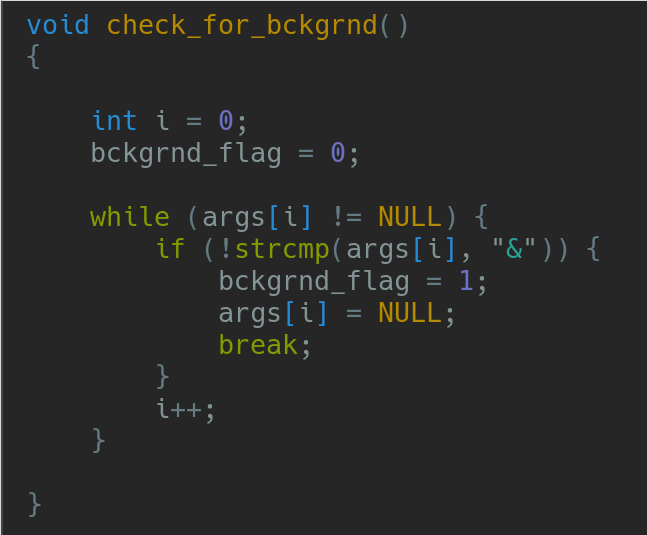 void check_for_bckgrnd()
{
int i = 0;
bckgrnd_flag = 0;
while (args[i] != NULL) {
if (!strcmp(args[i], "&")) {
bckgrnd_flag = 1;
args[i] = NULL;
break;
}
i++;
}
}